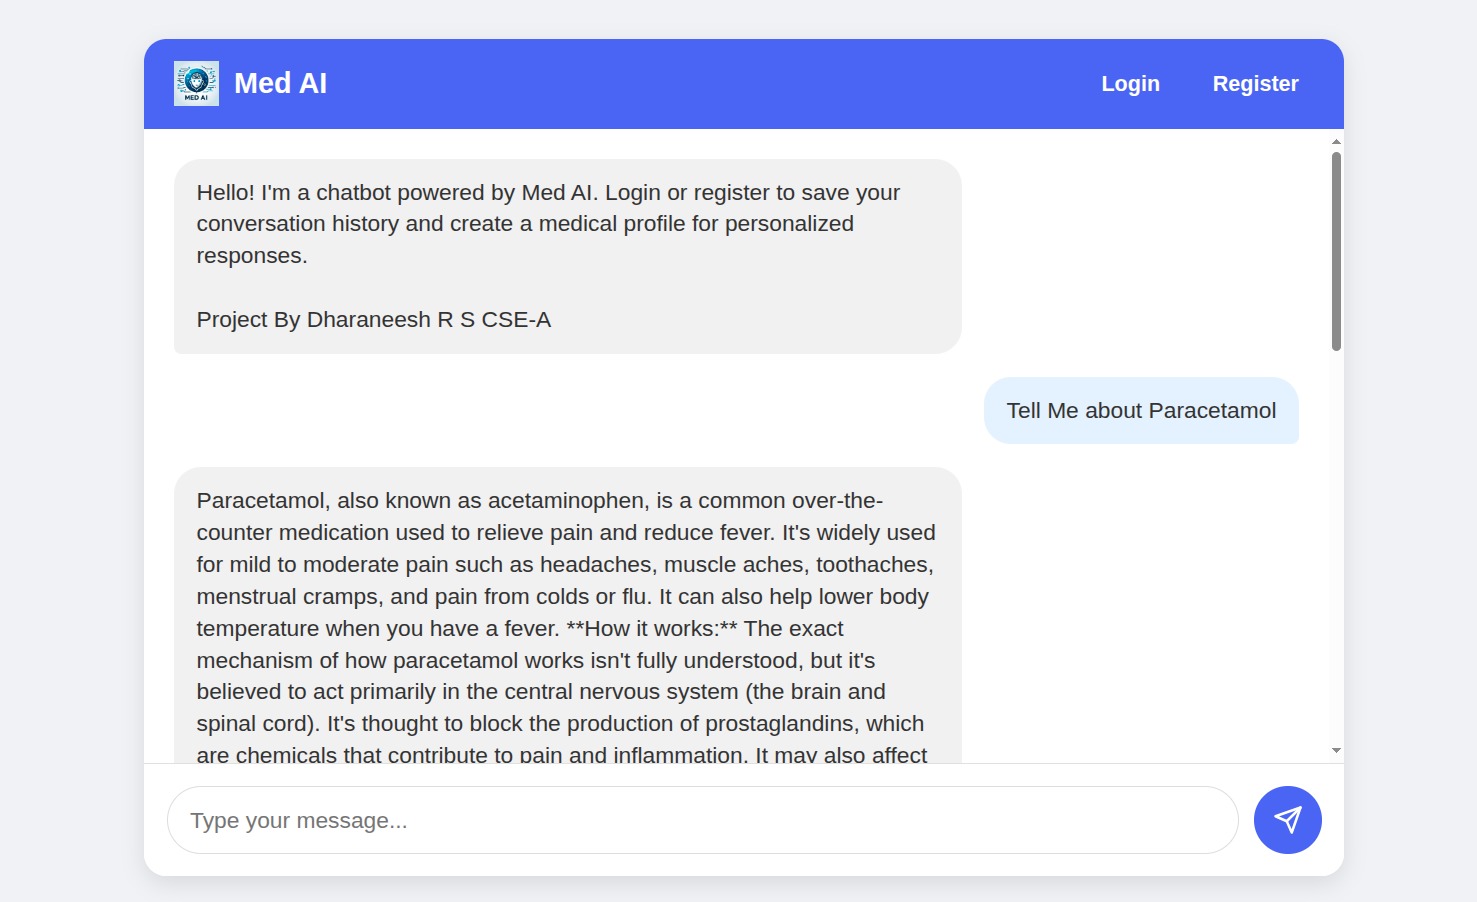 MED AI
Med AI
Login
Register
Hello! I'm a chatbot powered by Med AI. Login or register to save your
conversation history and create a medical profile for personalized
responses.
Project By Dharaneesh R S CSE-A
Tell Me about Paracetamol
Paracetamol, also known as acetaminophen, is a common over-the-
counter medication used to relieve pain and reduce fever. It's widely used
for mild to moderate pain such as headaches, muscle aches, toothaches,
menstrual cramps, and pain from colds or flu. It can also help lower body
temperature when you have a fever. **How it works:** The exact
mechanism of how paracetamol works isn't fully understood, but it's
believed to act primarily in the central nervous system (the brain and
spinal cord). It's thought to block the production of prostaglandins, which
are chemicals that contribute to pain and inflammation. It may also affect
Type your message...